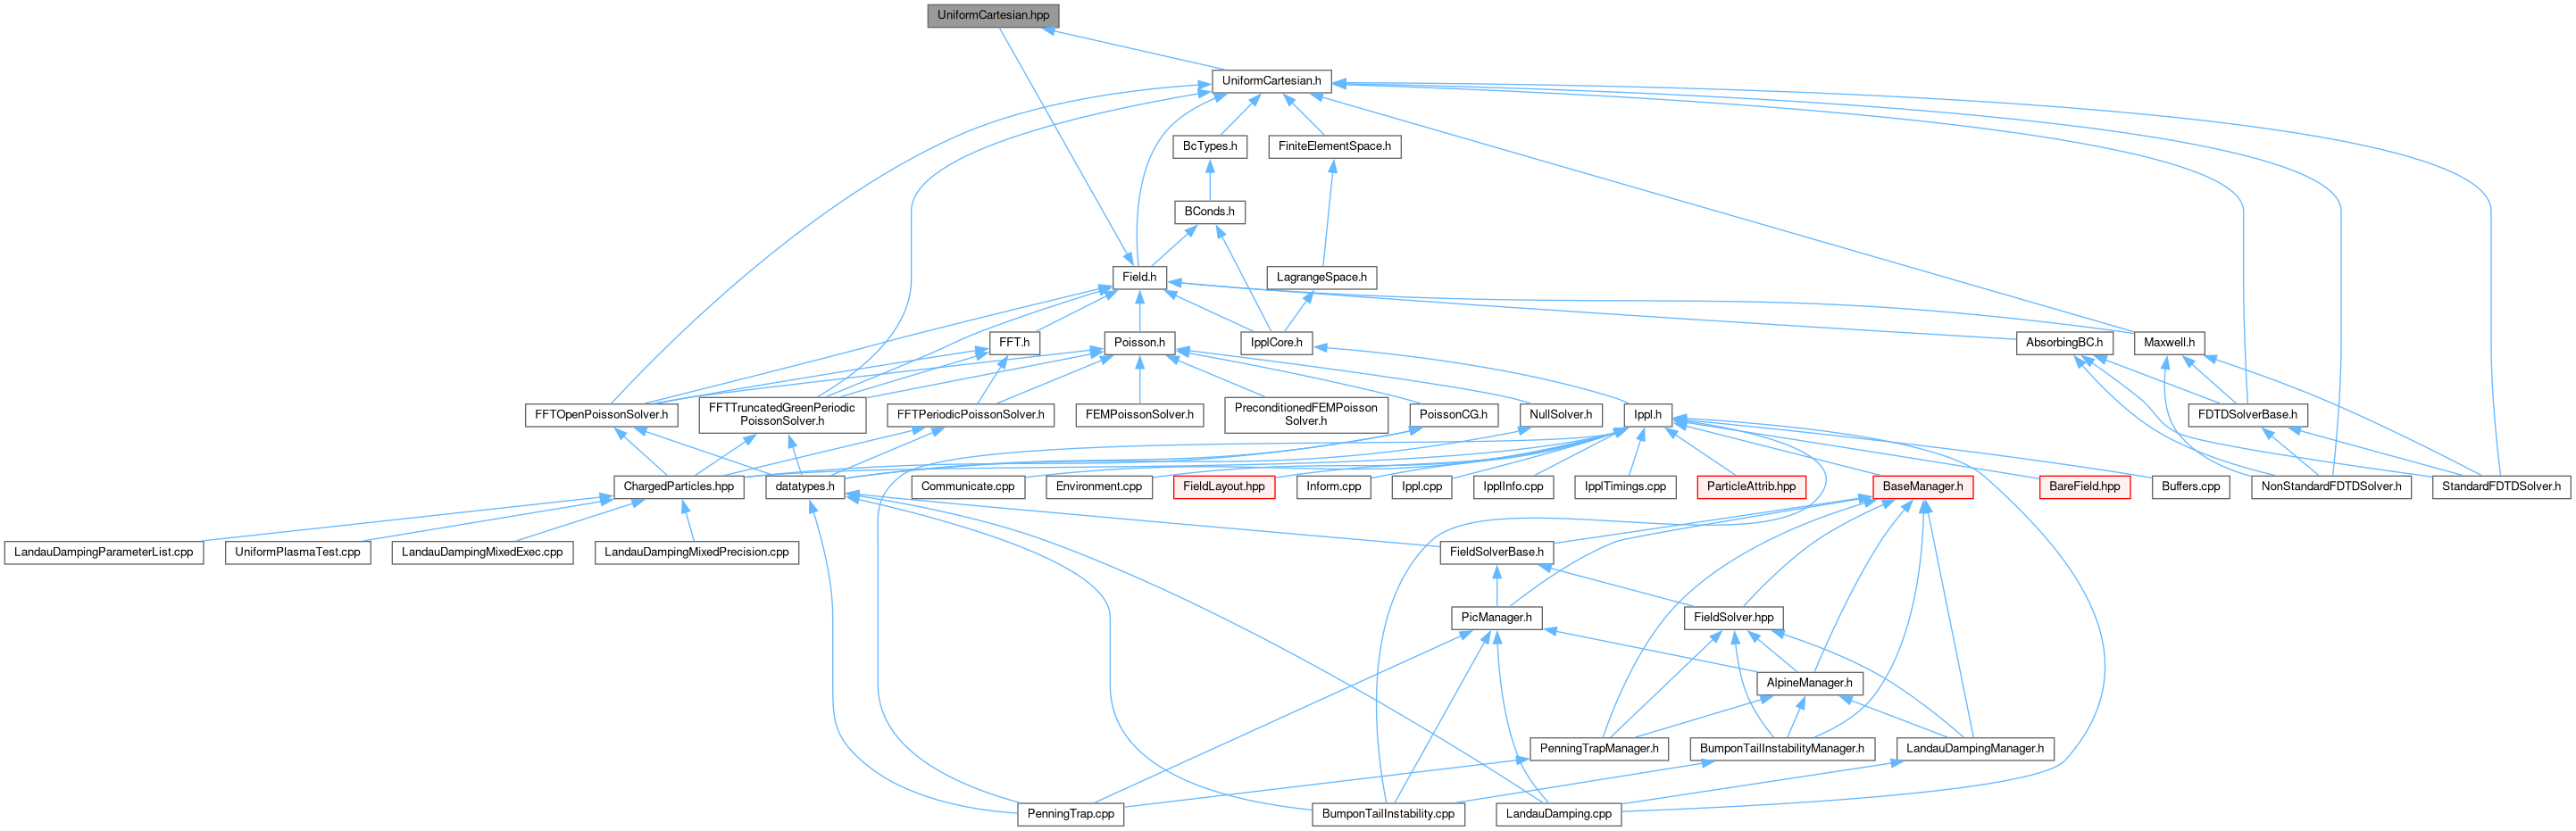 UniformCartesian.hpp
UniformCartesian.h
BcTypes.h
FiniteElementSpace.h
BConds.h
Field.h
LagrangeSpace.h
FFT.h
Poisson.h
IpplCore.h
AbsorbingBC.h
Maxwell.h
FFTOpenPoissonSolver.h
FFTTruncatedGreenPeriodic
PoissonSolver.h
FFTPeriodicPoissonSolver.h
FEMPoissonSolver.h
PreconditionedFEMPoisson
Solver.h
PoissonCG.h
NullSolver.h
Ippl.h
FDTDSolverBase.h
ChargedParticles.hpp
datatypes.h
Communicate.cpp
Environment.cpp
FieldLayout.hpp
Inform.cpp
Ippl.cpp
IpplInfo.cpp
IpplTimings.cpp
ParticleAttrib.hpp
BaseManager.h
BareField.hpp
Buffers.cpp
NonStandardFDTDSolver.h
StandardFDTDSolver.h
LandauDampingParameterList.cpp
UniformPlasmaTest.cpp
LandauDampingMixedExec.cpp
LandauDampingMixedPrecision.cpp
FieldSolverBase.h
PicManager.h
FieldSolver.hpp
AlpineManager.h
PenningTrapManager.h
BumponTailInstabilityManager.h
LandauDampingManager.h
PenningTrap.cpp
BumponTailInstability.cpp
LandauDamping.cpp